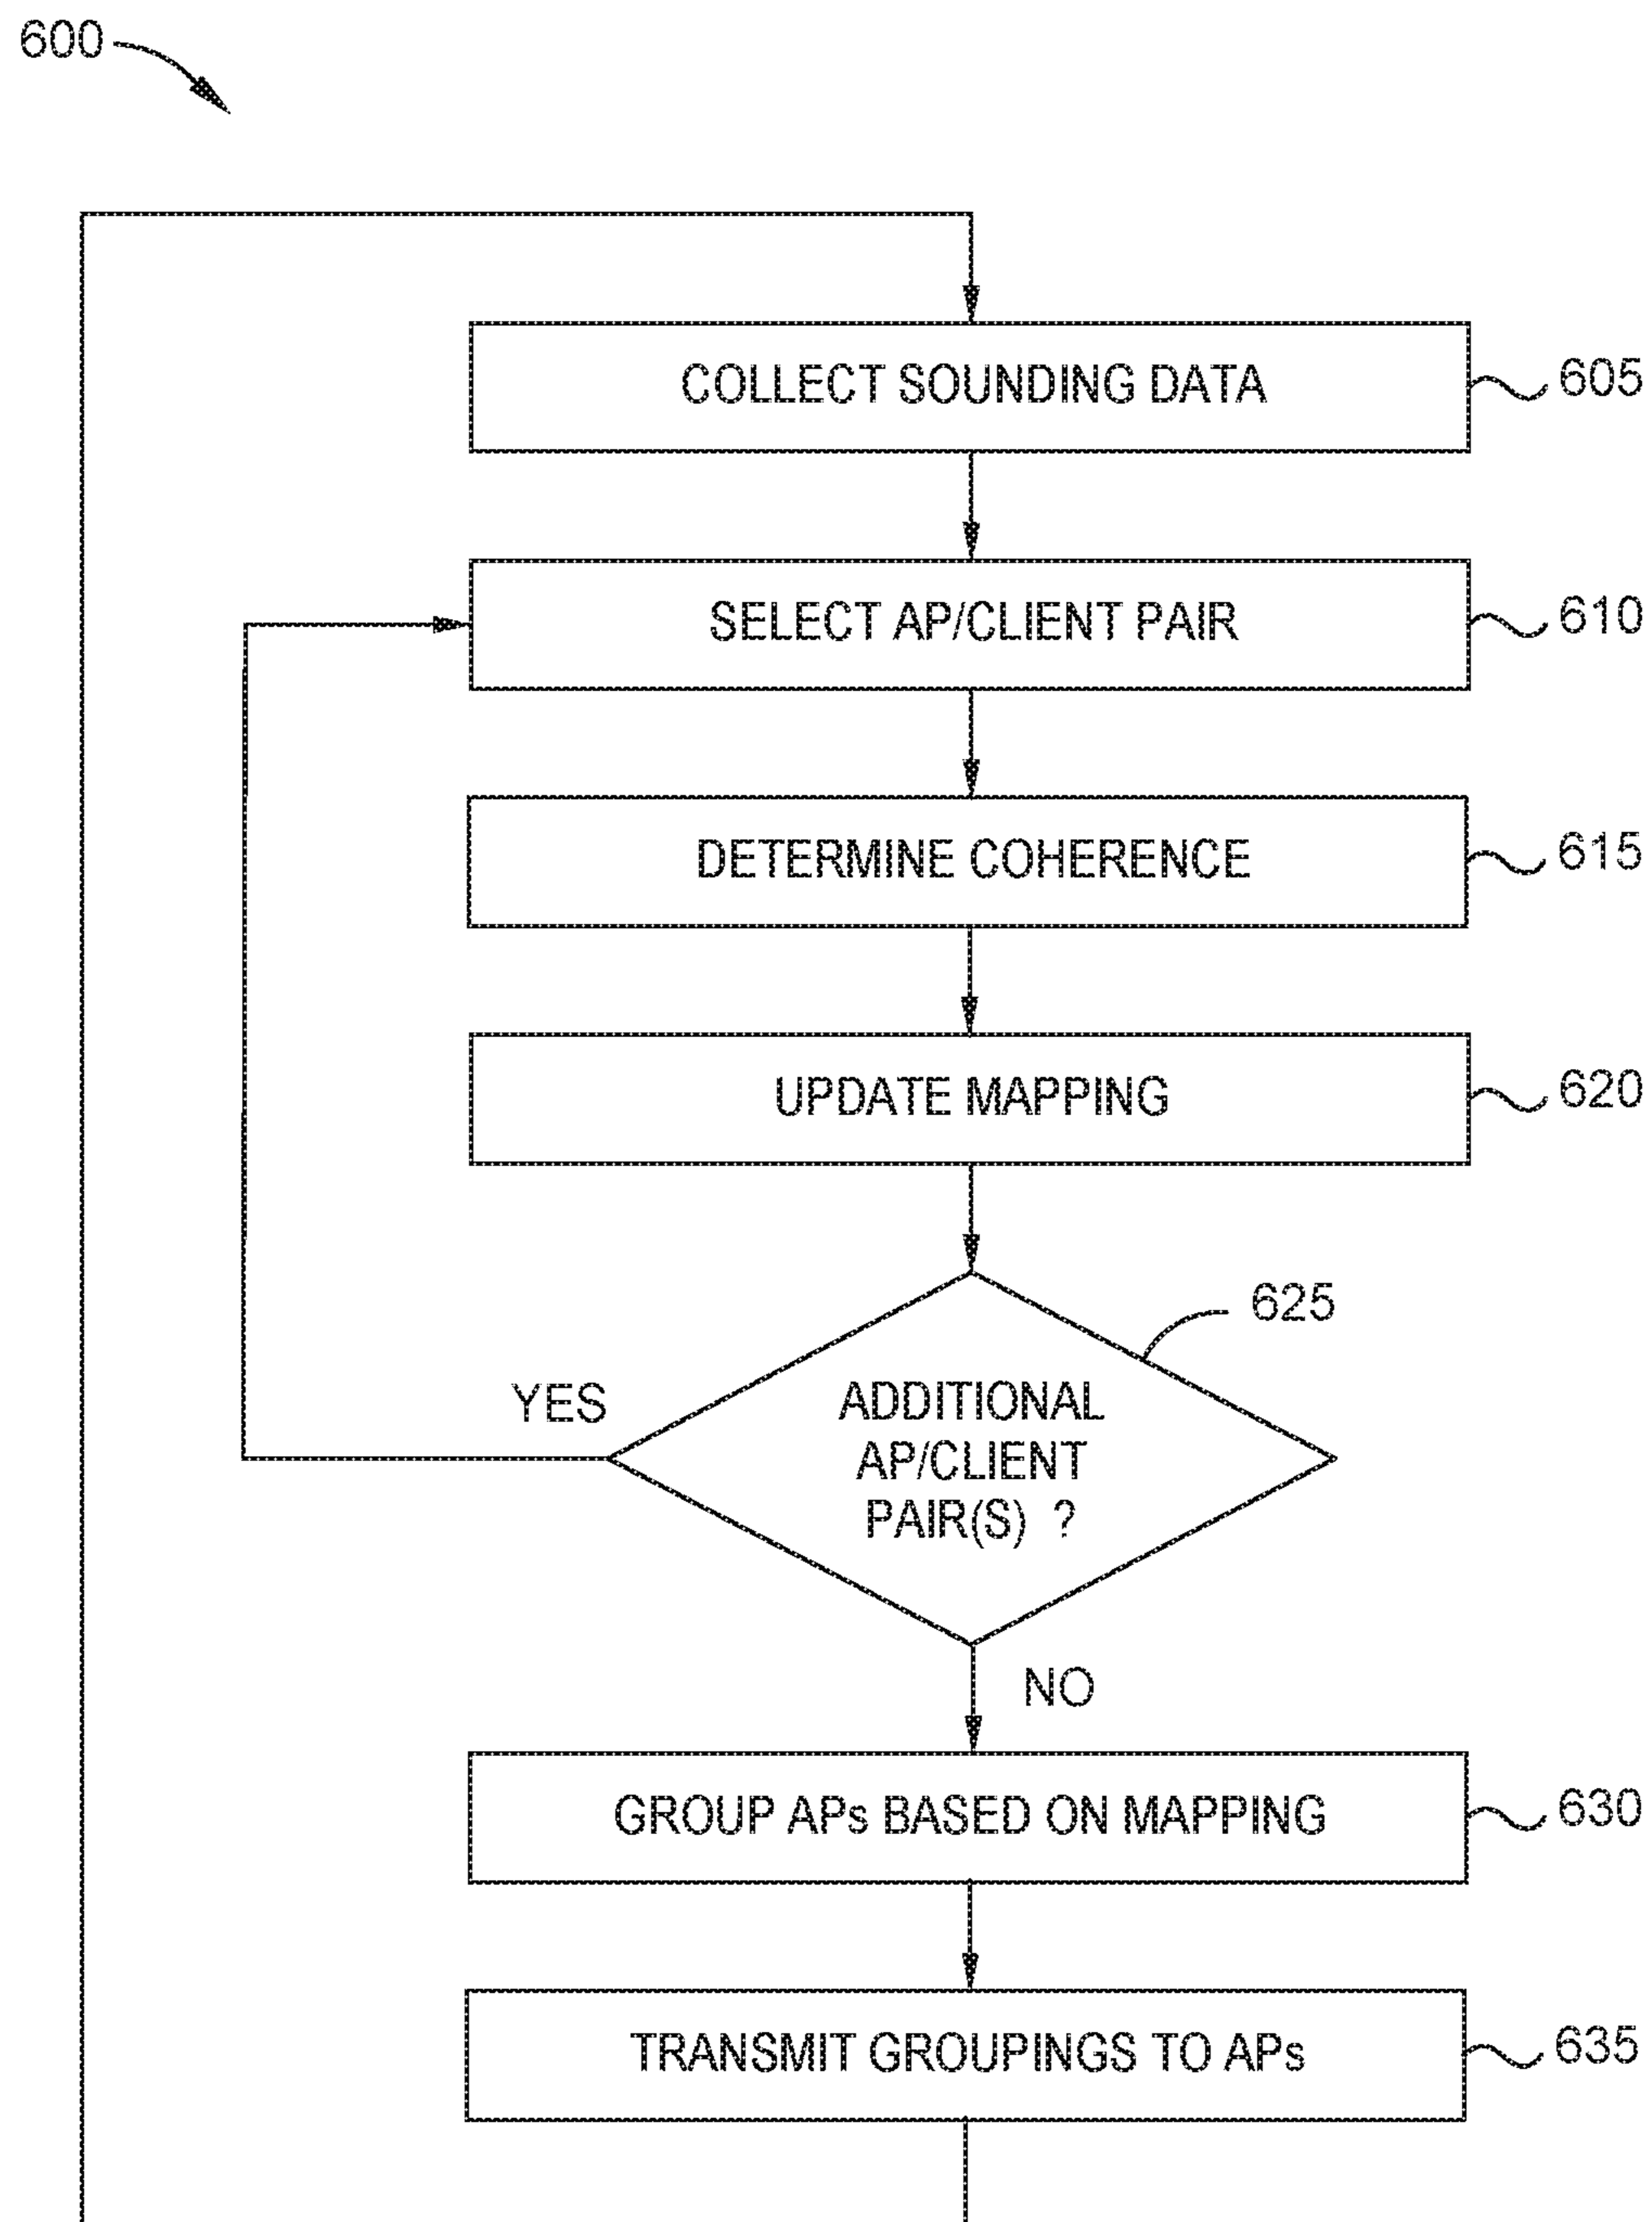 600
COLLECT SOUNDING DATA
605
SELECT AP/CLIENT PAIR
610
DETERMINE COHERENCE
615
UPDATE MAPPING
620
625
YES
ADDITIONAL
AP/CLIENT
PAIR(S) ?
NO
GROUP APs BASED ON MAPPING
630
TRANSMIT GROUPINGS TO APs
635